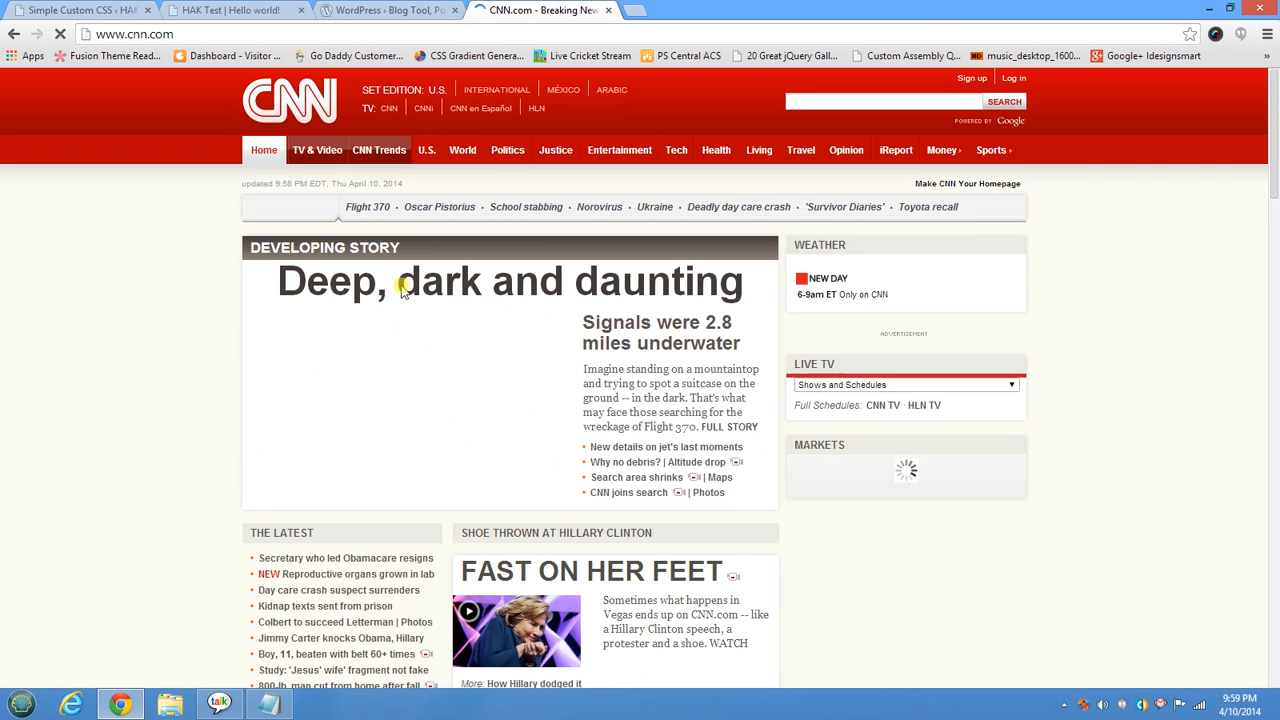 Simple Custom CSS ‹ HAK
HAK Test | Hello world!
WordPress › Blog Tool, Pu
CNN.com - Breaking New
www.cnn.com
Apps
Fusion Theme Read...
Dashboard - Visitor ...
Go Daddy Customer...
CSS Gradient Genera...
Live Cricket Stream
PS Central ACS
20 Great jQuery Gall...
Custom Assembly Q...
music_desktop_1600...
Google+ Idesignsmart
»
CNN
SET EDITION: U.S. INTERNATIONAL MÉXICO ARABIC
TV: CNN CNNi CNN en Español HLN
Sign up Log in
SEARCH
POWERED BY Google
Home TV & Video CNN Trends U.S. World Politics Justice Entertainment Tech Health Living Travel Opinion iReport Money › Sports ›
updated 9:58 PM EDT, Thu April 10, 2014
Make CNN Your Homepage
Flight 370 • Oscar Pistorius • School stabbing • Norovirus • Ukraine • Deadly day care crash • 'Survivor Diaries' • Toyota recall
DEVELOPING STORY
Deep, dark and daunting
Signals were 2.8
miles underwater
Imagine standing on a mountaintop
and trying to spot a suitcase on the
ground -- in the dark. That's what
may face those searching for the
wreckage of Flight 370. FULL STORY
• New details on jet's last moments
• Why no debris? | Altitude drop
• Search area shrinks | Maps
• CNN joins search | Photos
WEATHER
NEW DAY
6-9am ET Only on CNN
ADVERTISEMENT
LIVE TV
Shows and Schedules
Full Schedules: CNN TV · HLN TV
MARKETS
THE LATEST
• Secretary who led Obamacare resigns
• NEW Reproductive organs grown in lab
• Day care crash suspect surrenders
• Kidnap texts sent from prison
• Colbert to succeed Letterman | Photos
• Jimmy Carter knocks Obama, Hillary
• Boy, 11, beaten with belt 60+ times
• Study: 'Jesus' wife' fragment not fake
• 800-lb. man cut from home after fall
SHOE THROWN AT HILLARY CLINTON
FAST ON HER FEET
Sometimes what happens in
Vegas ends up on CNN.com -- like
a Hillary Clinton speech, a
protester and a shoe. WATCH
More: How Hillary dodged it
talk
9:59 PM
4/10/2014